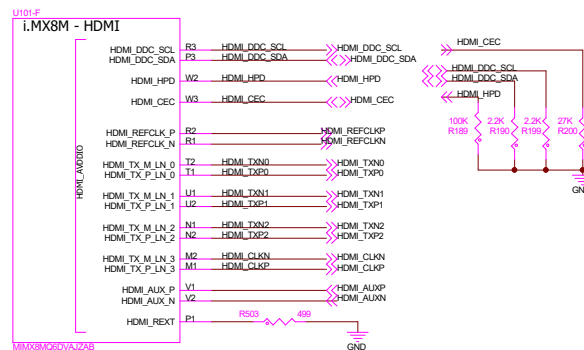 U101-F
i.MX8M - HDMI
HDMI_AVDDIO
HDMI_DDC_SCL R3 HDMI_DDC_SCL HDMI_DDC_SCL
HDMI_DDC_SDA P3 HDMI_DDC_SDA HDMI_DDC_SDA
HDMI_HPD W2 HDMI_HPD HDMI_HPD
HDMI_CEC W3 HDMI_CEC HDMI_CEC
HDMI_REFCLK_P R2 HDMI_REFCLKP
HDMI_REFCLK_N R1 HDMI_REFCLKN
HDMI_TX_M_LN_0 T2 HDMI_TXN0 HDMI_TXN0
HDMI_TX_P_LN_0 T1 HDMI_TXP0 HDMI_TXP0
HDMI_TX_M_LN_1 U1 HDMI_TXN1 HDMI_TXN1
HDMI_TX_P_LN_1 U2 HDMI_TXP1 HDMI_TXP1
HDMI_TX_M_LN_2 N1 HDMI_TXN2 HDMI_TXN2
HDMI_TX_P_LN_2 N2 HDMI_TXP2 HDMI_TXP2
HDMI_TX_M_LN_3 M2 HDMI_CLKN HDMI_CLKN
HDMI_TX_P_LN_3 M1 HDMI_CLKP HDMI_CLKP
HDMI_AUX_P V1 HDMI_AUXP
HDMI_AUX_N V2 HDMI_AUXN
HDMI_REXT P1 R503 499
GND
MIMX8MQ6DVAJZAB
HDMI_CEC
HDMI_DDC_SCL
HDMI_DDC_SDA
HDMI_HPD
100K 2.2K 2.2K 27K
R189 R190 R199 R200
GND